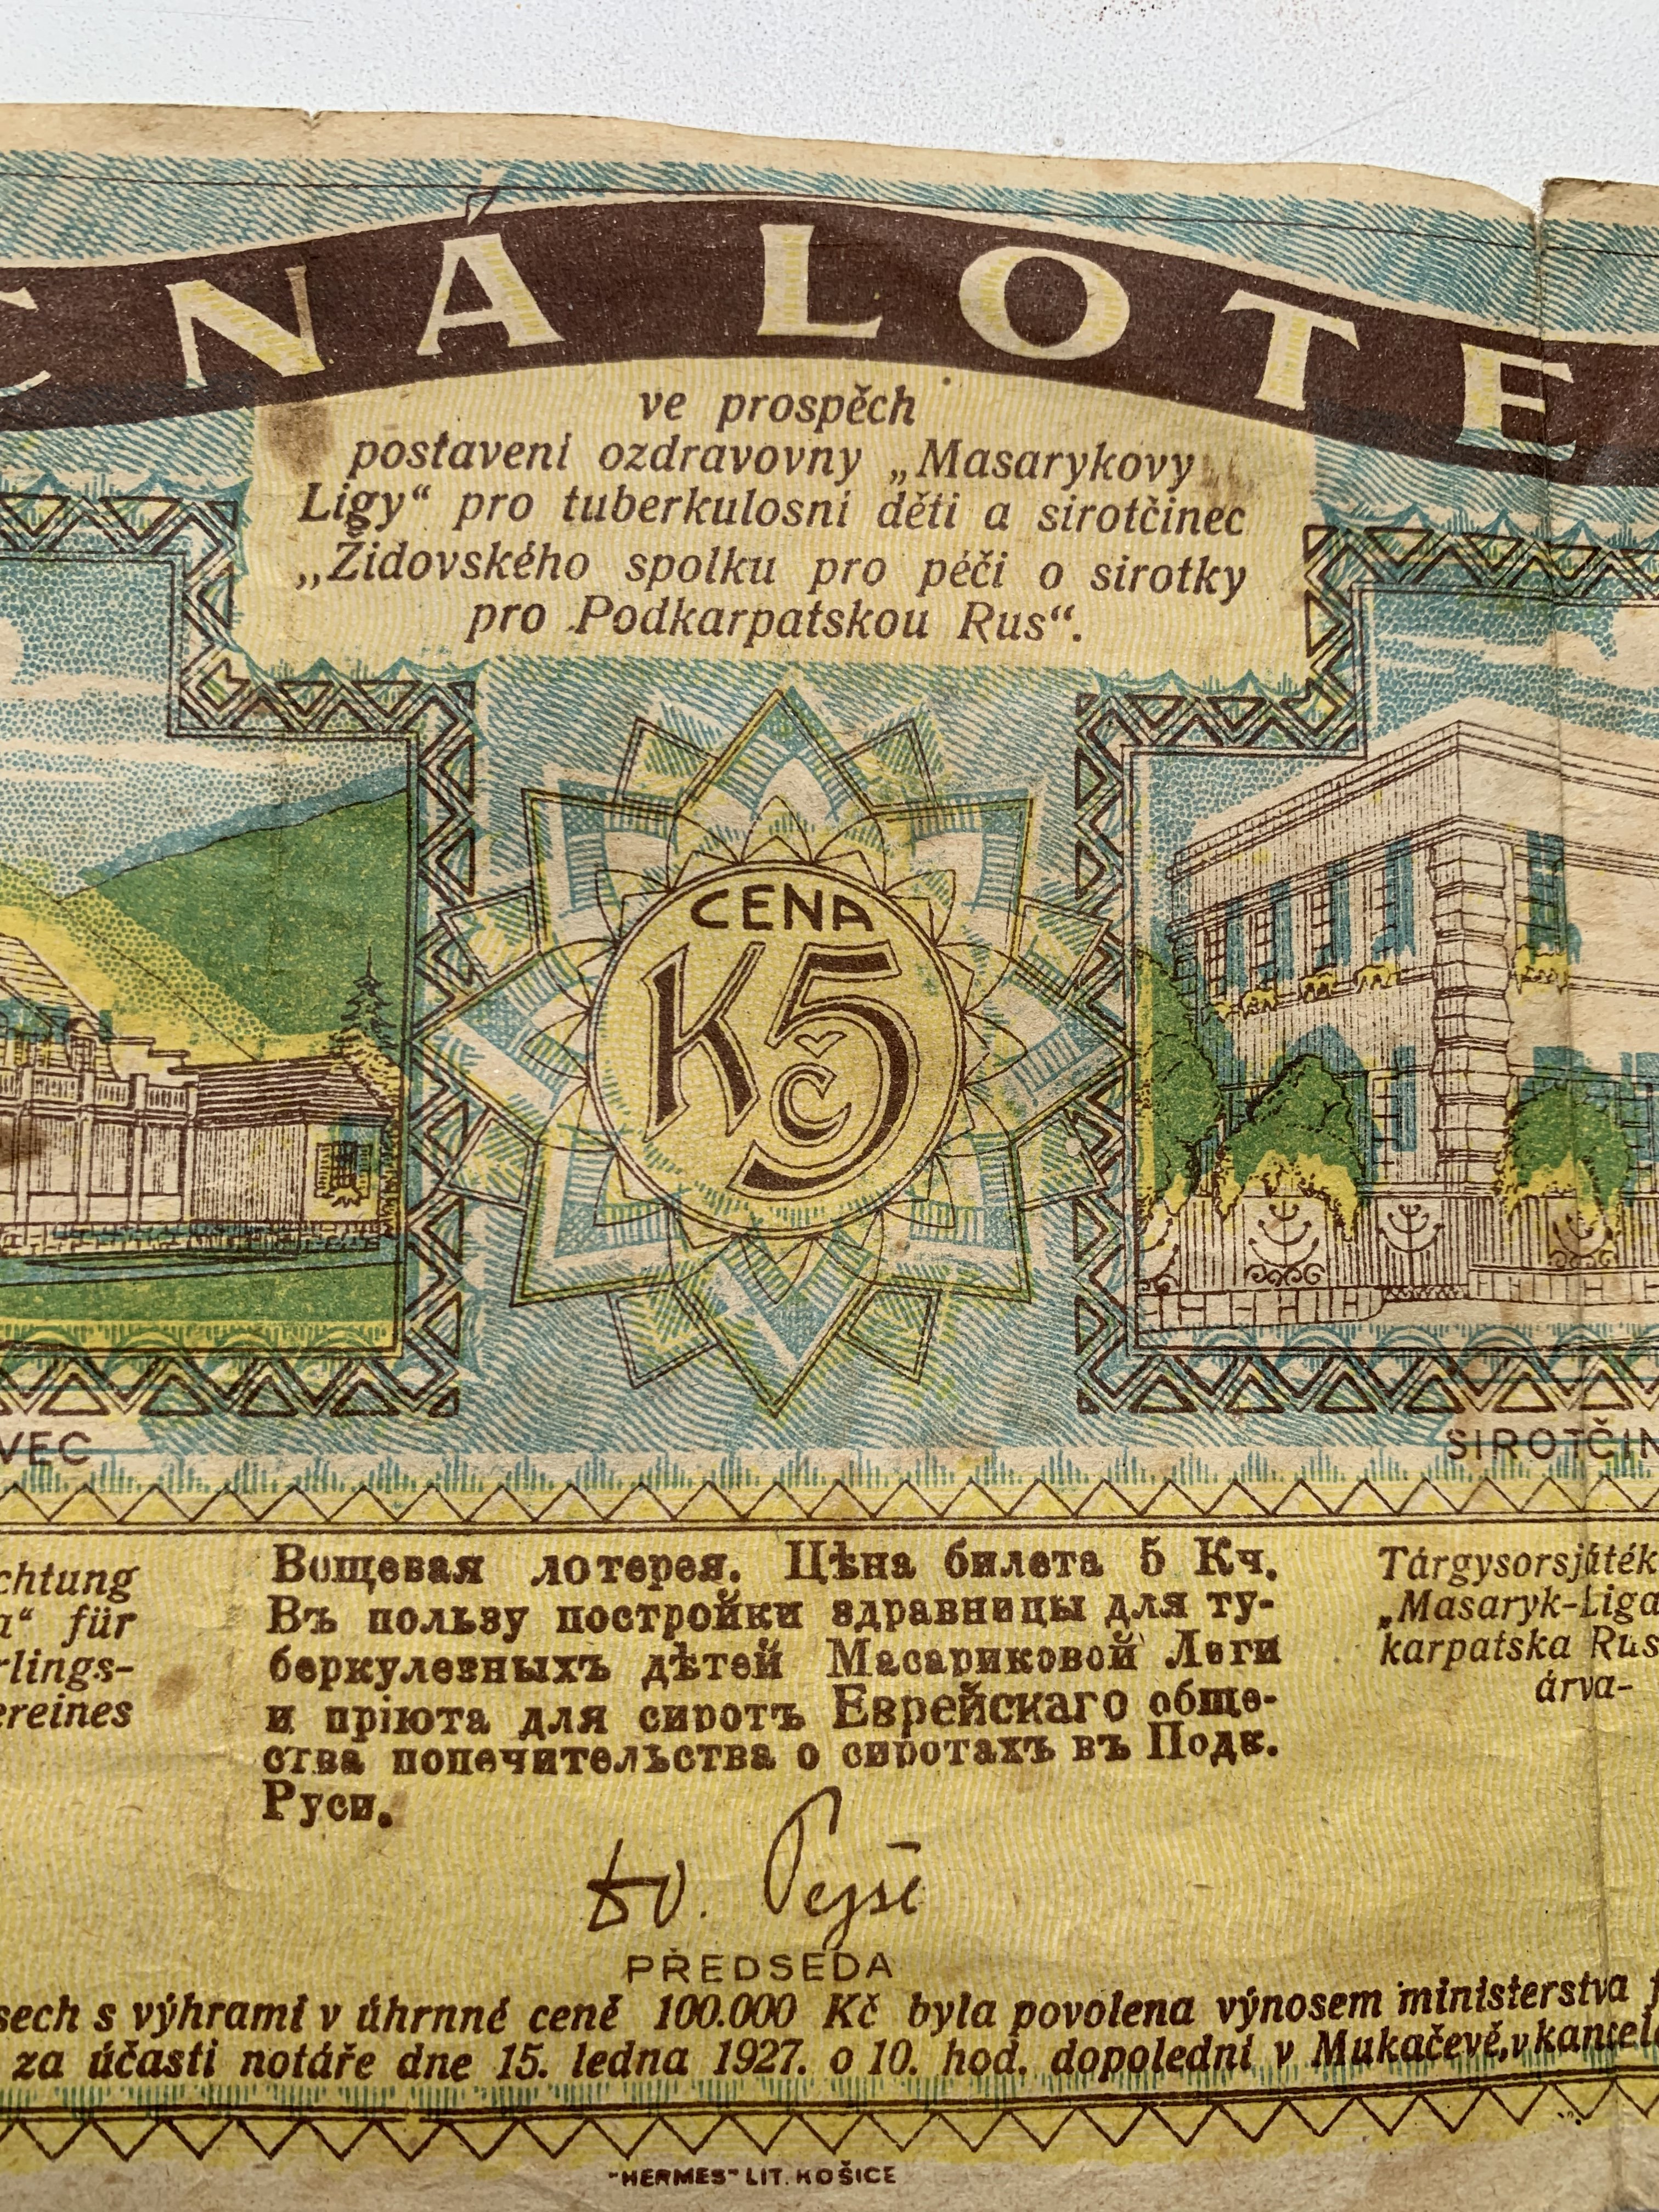 CNÁ LOTE
ve prospěch
postavení ozdravovny „Masarykovy
Ligy“ pro tuberkulosní děti a sirotčinec
„Židovského spolku pro péči o sirotky
pro Podkarpatskou Rus“.
CENA
Kč 5
VEC
SIROTČIN
chtung
a“ für
rlings-
ereines
Вещевая лотерея. Цѣна билета 5 Кч.
Въ пользу постройки здравницы для ту-
беркулезныхъ дѣтей Масариковой Леги
и пріюта для сиротъ Еврейскаго обще-
ства попечительства о сиротахъ въ Подк.
Руси.
Tárgysorsjáték
„Masaryk-Liga
karpatska Rus
árva-
PŘEDSEDA
sech s výhrami v úhrnné ceně 100.000 Kč byla povolena výnosem ministerstva f
za účasti notáře dne 15. ledna 1927. o 10. hod. dopolední v Mukačevě, v kancelá
"HERMES" LIT. KOŠICE